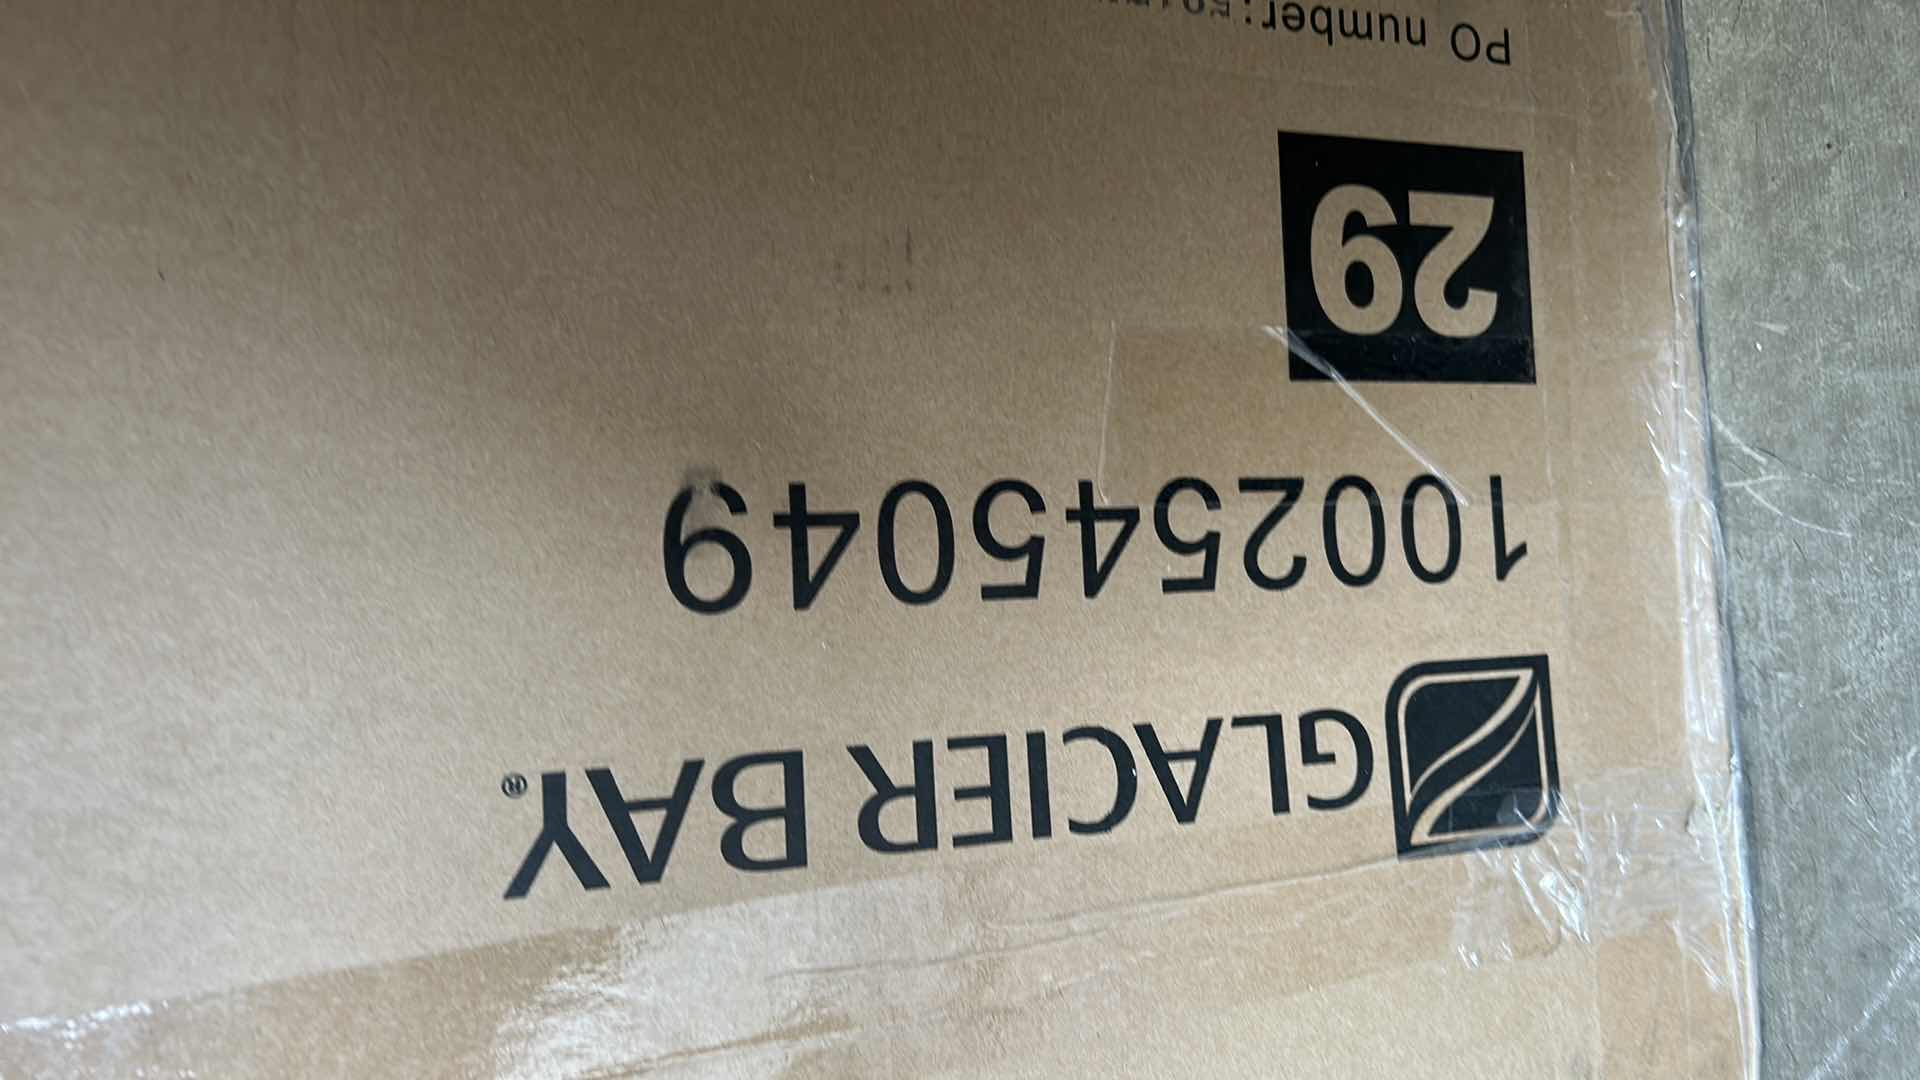 GLACIER BAY®
1002545049
29
PO number: